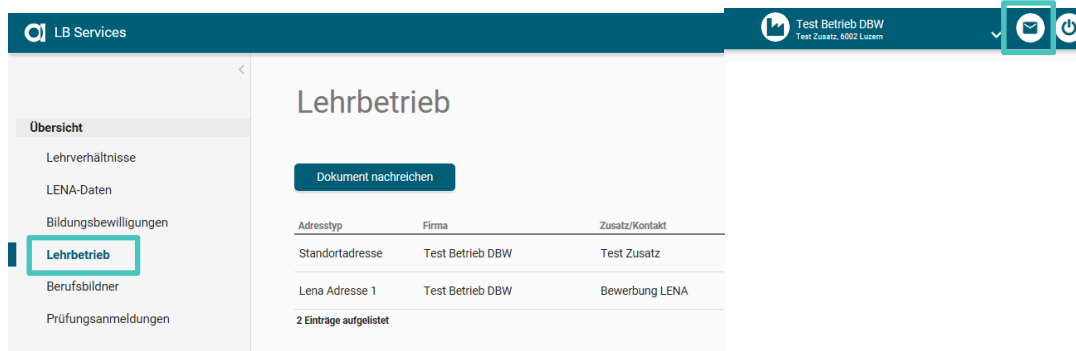 LB Services
Test Betrieb DBW
Test Zusatz, 6002 Luzern
Übersicht
Lehrverhältnisse
LENA-Daten
Bildungsbewilligungen
Lehrbetrieb
Berufsbildner
Prüfungsanmeldungen
Lehrbetrieb
Dokument nachreichen
Adresstyp Firma Zusatz/Kontakt
Standortadresse Test Betrieb DBW Test Zusatz
Lena Adresse 1 Test Betrieb DBW Bewerbung LENA
2 Einträge aufgelistet